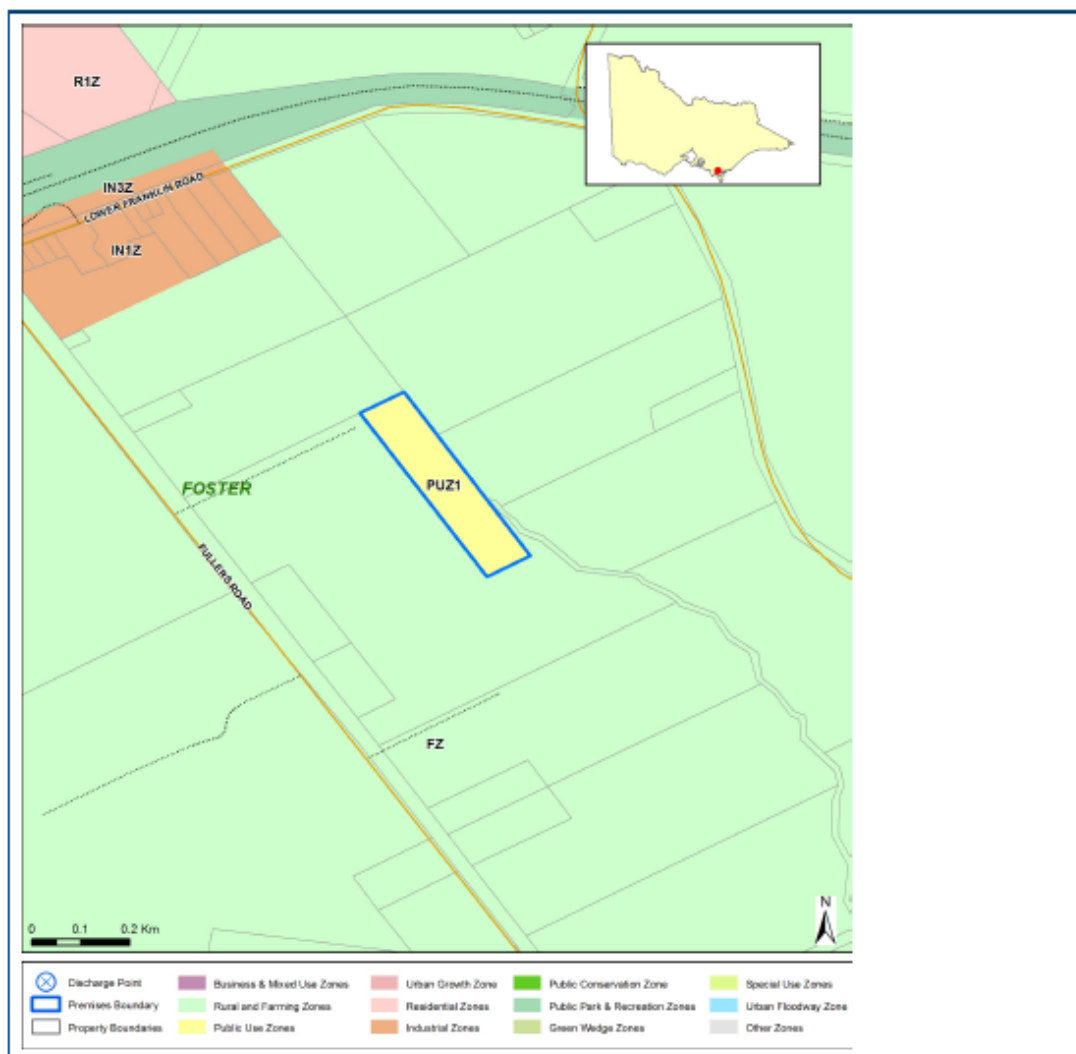 R1Z
IN3Z
LOWER FRANKLIN ROAD
IN1Z
PUZ1
FOSTER
FULLERS ROAD
FZ
0 0.1 0.2 Km
N
Discharge Point
Business & Mixed Use Zones
Urban Growth Zone
Public Conservation Zone
Special Use Zones
Premises Boundary
Rural and Farming Zones
Residential Zones
Public Park & Recreation Zones
Urban Floodway Zone
Property Boundaries
Public Use Zones
Industrial Zones
Green Wedge Zones
Other Zones